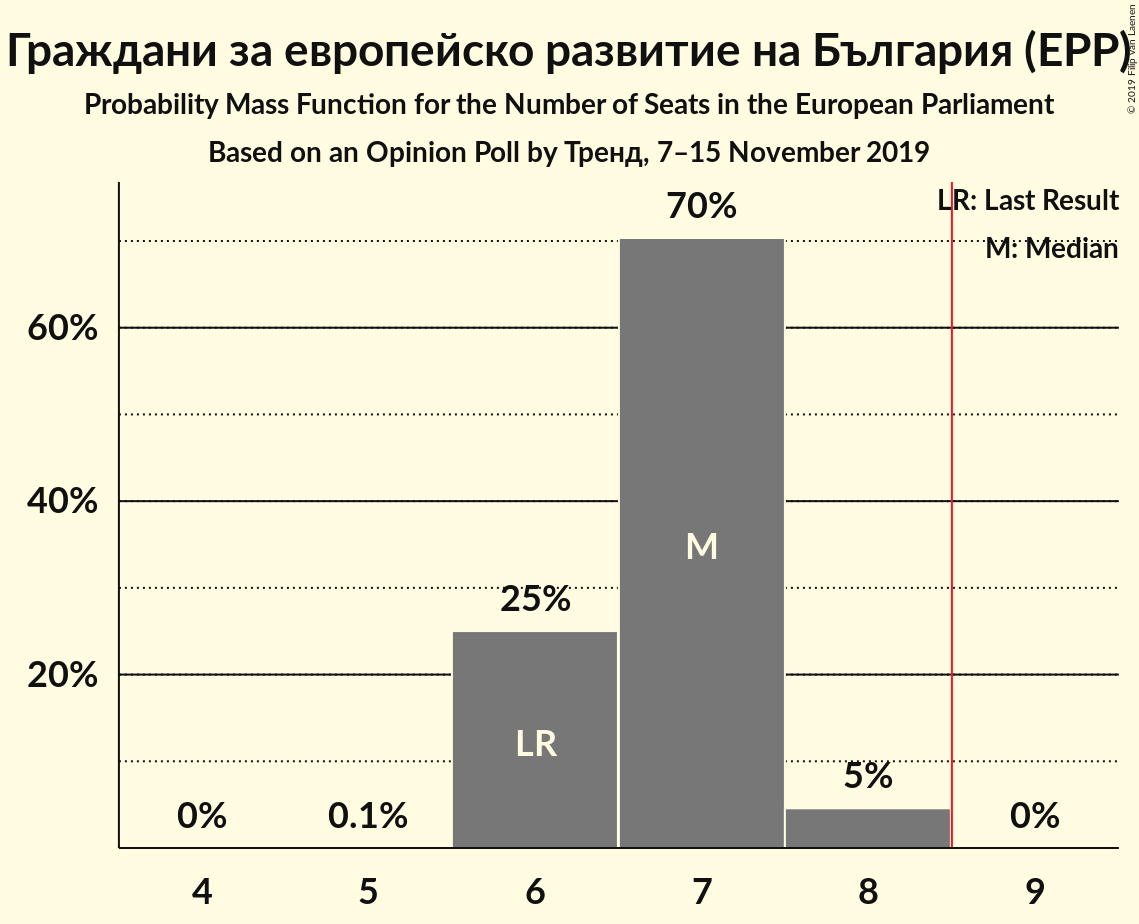 Граждани за европейско развитие на България (EPP)
Probability Mass Function for the Number of Seats in the European Parliament
Based on an Opinion Poll by Тренд, 7–15 November 2019
© 2019 Filip van Laenen
LR: Last Result
M: Median
70%
60%
40%
20%
25%
5%
0%
0.1%
0%
M
LR
4 5 6 7 8 9